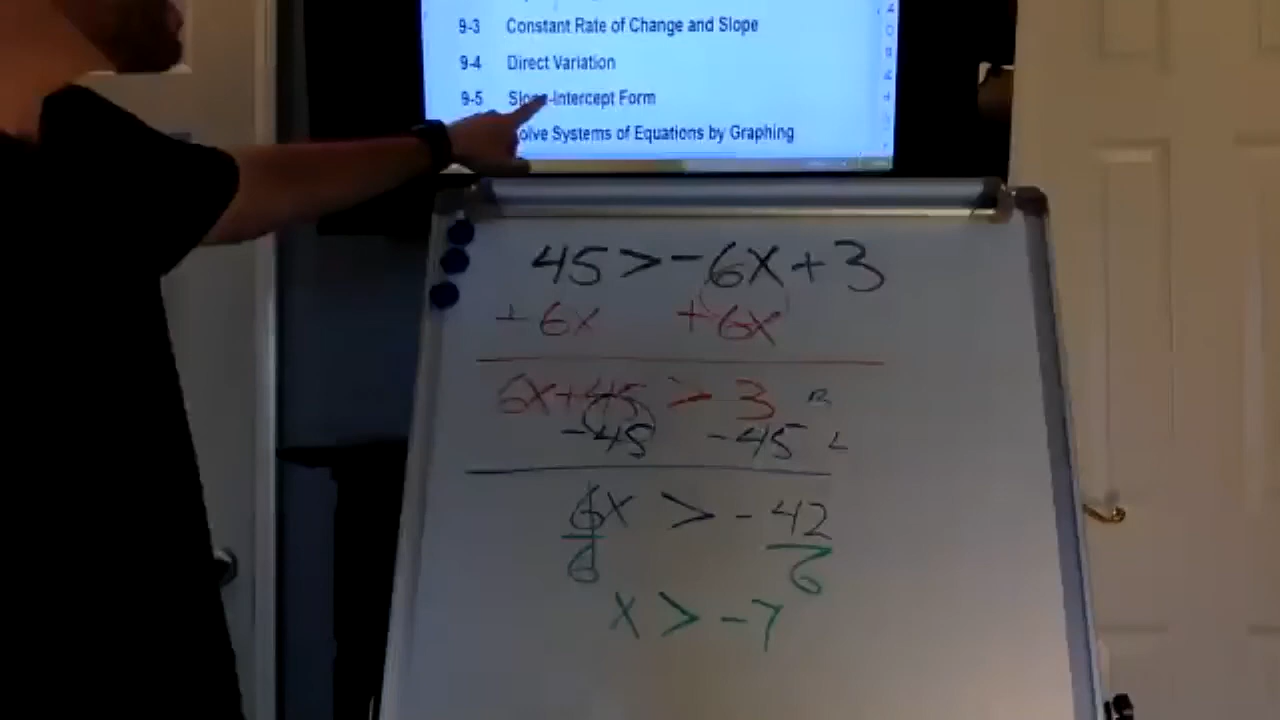 9-3 Constant Rate of Change and Slope
9-4 Direct Variation
9-5 Slope-Intercept Form
Solve Systems of Equations by Graphing
45 > -6x + 3
+6x +6x
6x + 45 > 3
-45 -45
6x > -42
6 6
x > -7